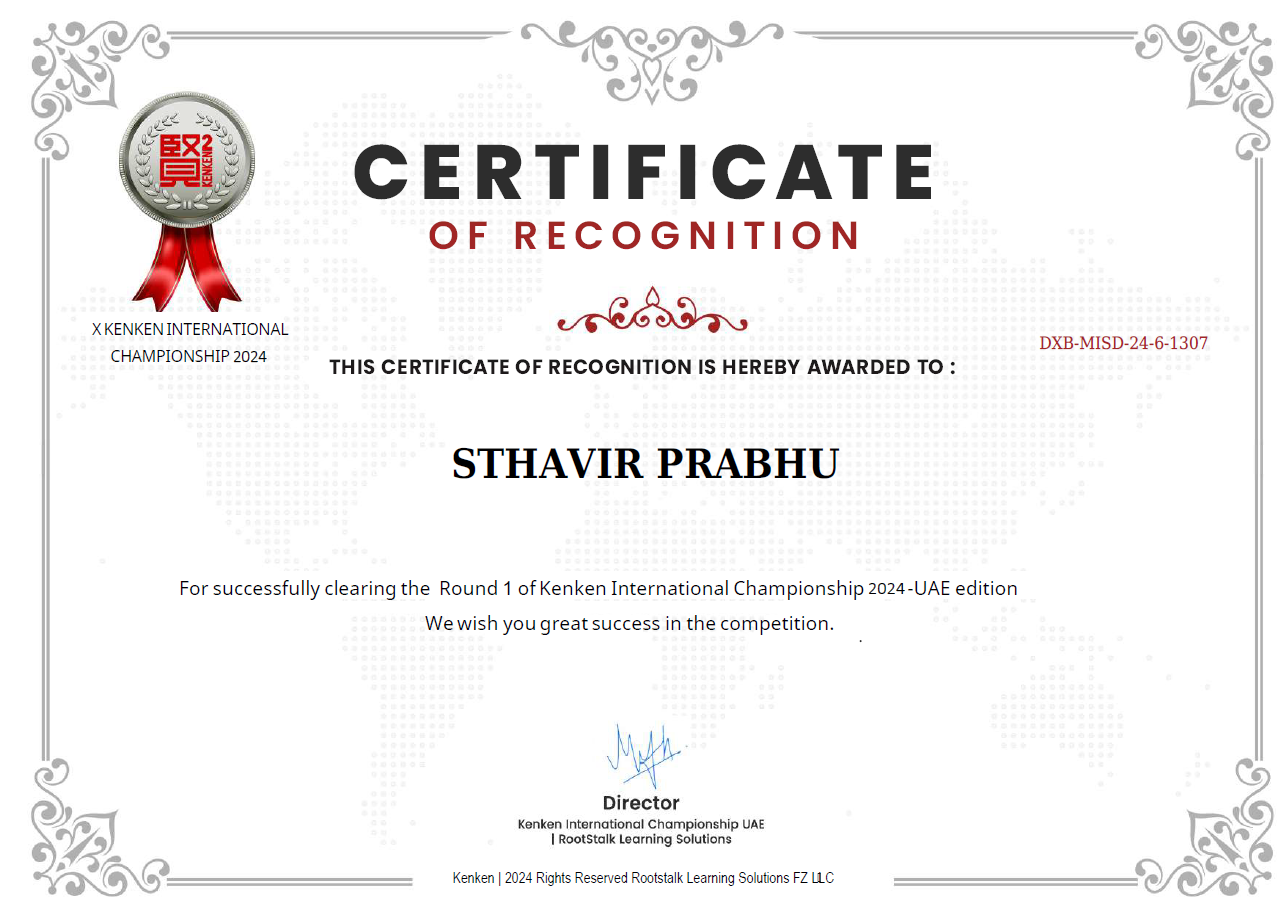 賢
KENKEN2
CERTIFICATE
OF RECOGNITION
X KENKEN INTERNATIONAL
CHAMPIONSHIP 2024
DXB-MISD-24-6-1307
THIS CERTIFICATE OF RECOGNITION IS HEREBY AWARDED TO :
STHAVIR PRABHU
For successfully clearing the Round 1 of Kenken International Championship 2024 -UAE edition
We wish you great success in the competition.
.
Director
Kenken International Championship UAE
| RootStalk Learning Solutions
Kenken | 2024 Rights Reserved Rootstalk Learning Solutions FZ LLC